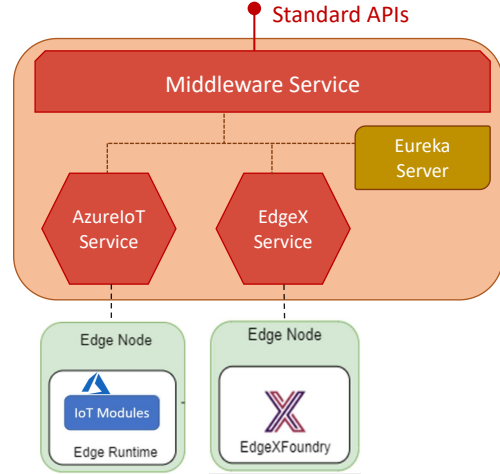 Standard APIs
Middleware Service
Eureka
Server
AzureIoT
Service
EdgeX
Service
Edge Node
IoT Modules
Edge Runtime
Edge Node
EdgeXFoundry